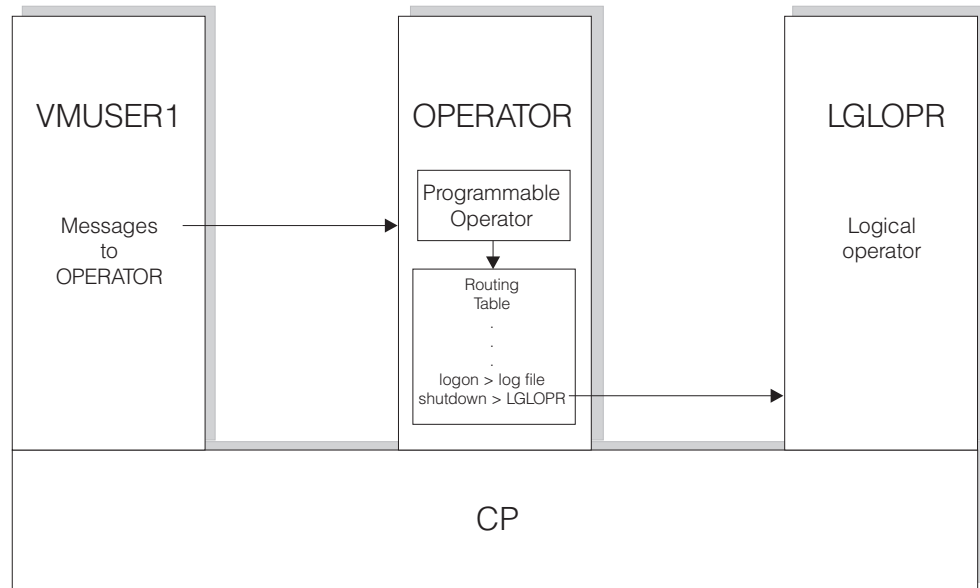 VMUSER1
Messages
to
OPERATOR
OPERATOR
Programmable
Operator
Routing
Table
.
.
.
logon > log file
shutdown > LGLOPR
LGLOPR
Logical
operator
CP